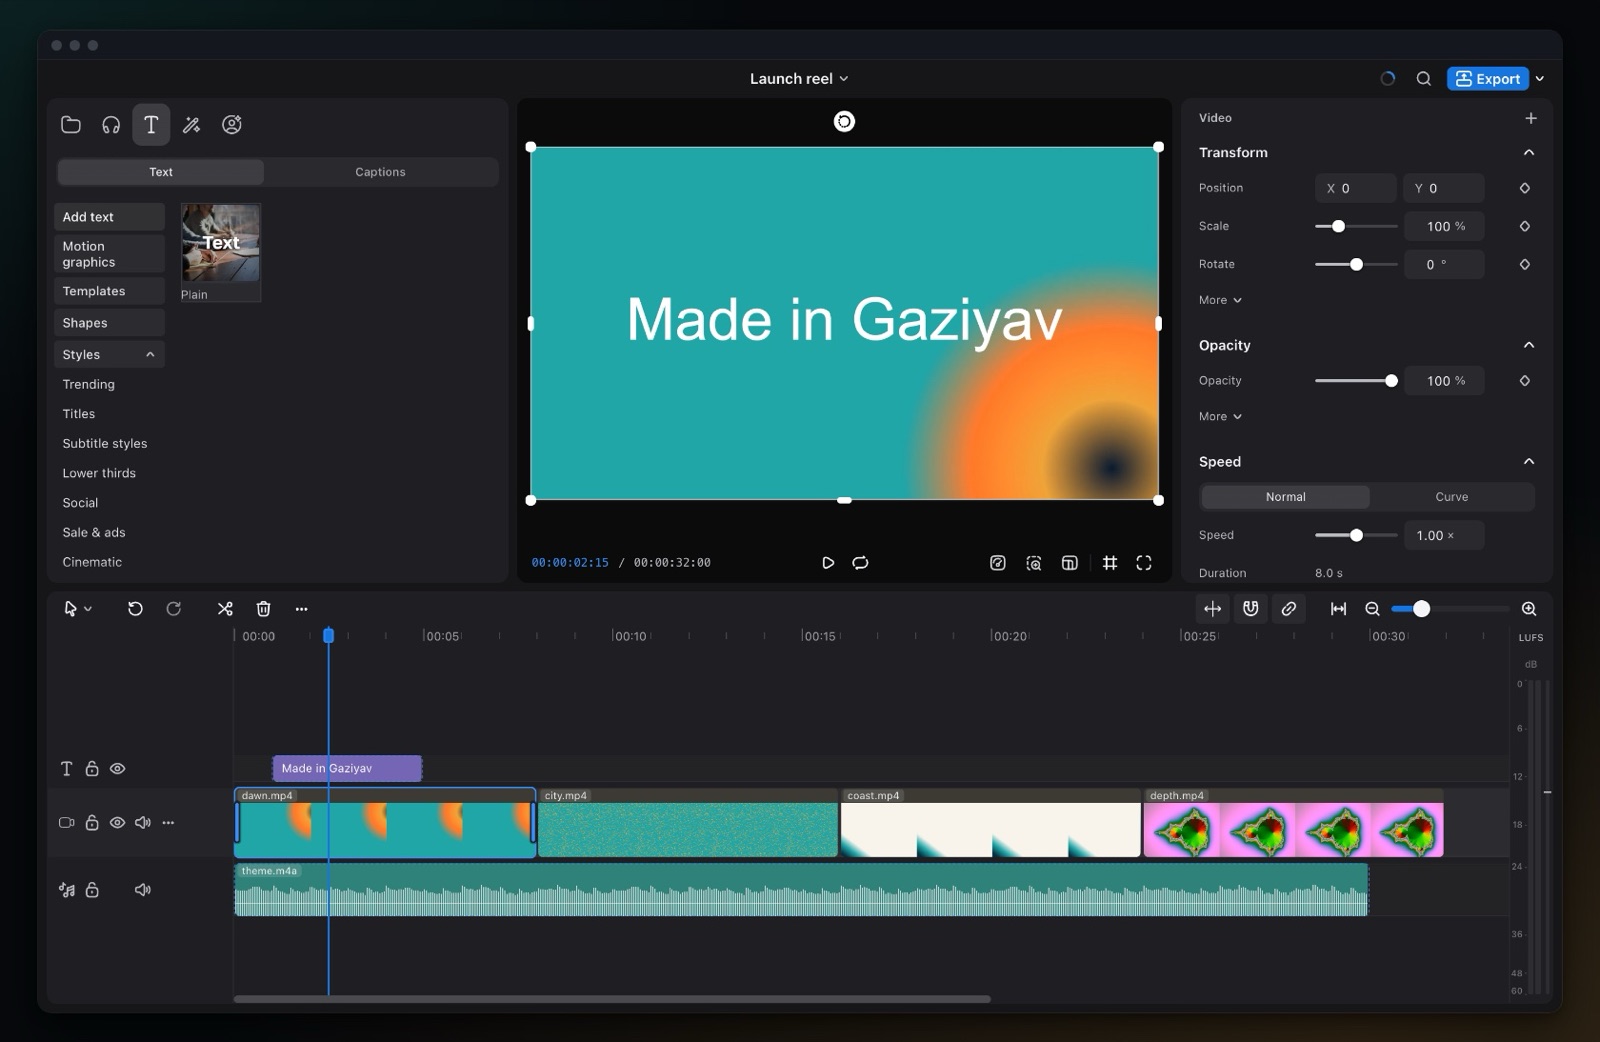 Launch reel
Export
Text
Captions
Add text
Motion
graphics
Templates
Shapes
Styles
Trending
Titles
Subtitle styles
Lower thirds
Social
Sale & ads
Cinematic
Text
Plain
Made in Gaziyav
00:00:02:15 / 00:00:32:00
Video
Transform
Position X 0 Y 0
Scale 100 %
Rotate 0 °
More
Opacity
Opacity 100 %
More
Speed
Normal Curve
Speed 1.00 ×
Duration 8.0 s
00:00 00:05 00:10 00:15 00:20 00:25 00:30
LUFS
dB
0
6
12
18
24
36
48
60
Made in Gaziyav
dawn.mp4 city.mp4 coast.mp4 depth.mp4
theme.m4a